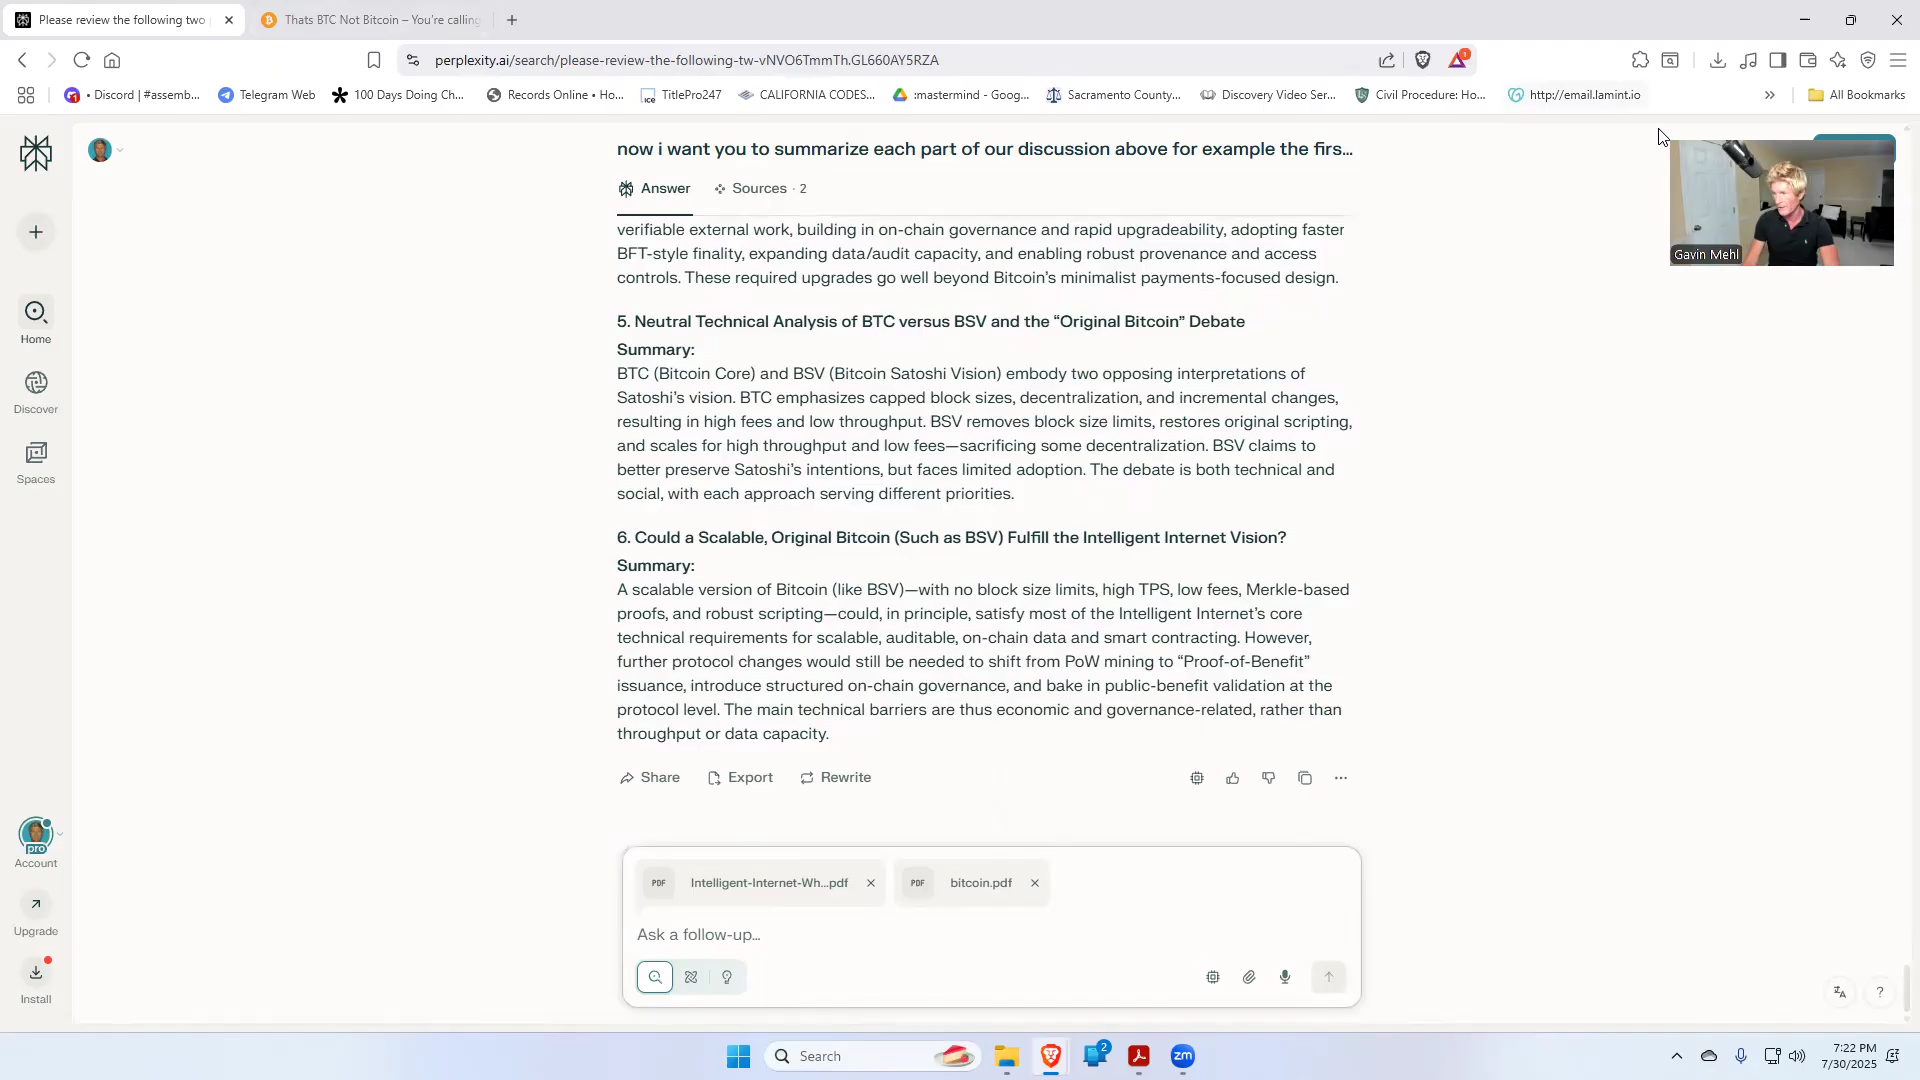 Please review the following two
Thats BTC Not Bitcoin – You're calling
perplexity.ai/search/please-review-the-following-tw-vNVO6TmmTh.GL660AY5RZA
1
• Discord | #assemb...
Telegram Web
100 Days Doing Ch...
Records Online • Ho...
TitlePro247
CALIFORNIA CODES...
:mastermind - Goog...
Sacramento County...
Discovery Video Ser...
Civil Procedure: Ho...
http://email.lamint.io
All Bookmarks
now i want you to summarize each part of our discussion above for example the firs...
Answer
Sources · 2
verifiable external work, building in on-chain governance and rapid upgradeability, adopting faster
BFT-style finality, expanding data/audit capacity, and enabling robust provenance and access
controls. These required upgrades go well beyond Bitcoin's minimalist payments-focused design.
5. Neutral Technical Analysis of BTC versus BSV and the “Original Bitcoin” Debate
Summary:
BTC (Bitcoin Core) and BSV (Bitcoin Satoshi Vision) embody two opposing interpretations of
Satoshi's vision. BTC emphasizes capped block sizes, decentralization, and incremental changes,
resulting in high fees and low throughput. BSV removes block size limits, restores original scripting,
and scales for high throughput and low fees—sacrificing some decentralization. BSV claims to
better preserve Satoshi's intentions, but faces limited adoption. The debate is both technical and
social, with each approach serving different priorities.
6. Could a Scalable, Original Bitcoin (Such as BSV) Fulfill the Intelligent Internet Vision?
Summary:
A scalable version of Bitcoin (like BSV)—with no block size limits, high TPS, low fees, Merkle-based
proofs, and robust scripting—could, in principle, satisfy most of the Intelligent Internet's core
technical requirements for scalable, auditable, on-chain data and smart contracting. However,
further protocol changes would still be needed to shift from PoW mining to “Proof-of-Benefit”
issuance, introduce structured on-chain governance, and bake in public-benefit validation at the
protocol level. The main technical barriers are thus economic and governance-related, rather than
throughput or data capacity.
Share
Export
Rewrite
PDF
Intelligent-Internet-Wh...pdf
PDF
bitcoin.pdf
Ask a follow-up...
Home
Discover
Spaces
pro
Account
Upgrade
Install
Gavin Mehl
?
Search
2
zm
7:22 PM
7/30/2025